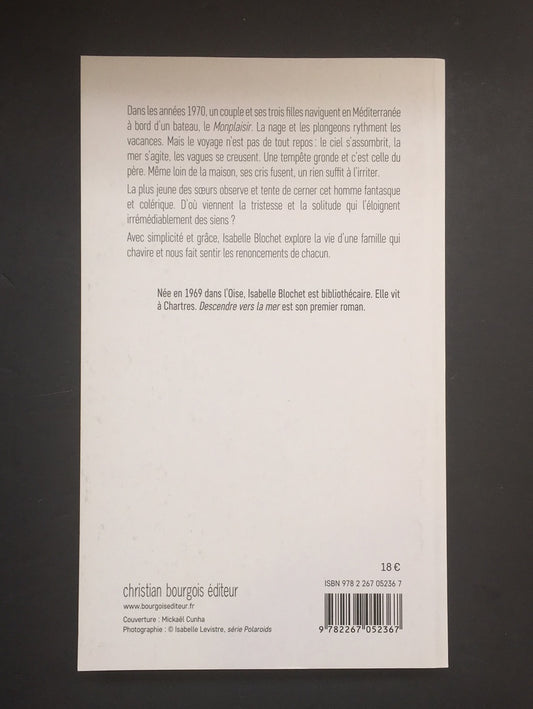 Dans les années 1970, un couple et ses trois filles naviguent en Méditerranée
à bord d'un bateau, le Monplaisir. La nage et les plongeons rythment les
vacances. Mais le voyage n'est pas de tout repos : le ciel s'assombrit, la
mer s'agite, les vagues se creusent. Une tempête gronde et c'est celle du
père. Même loin de la maison, ses cris fusent, un rien suffit à l'irriter.
La plus jeune des sœurs observe et tente de cerner cet homme fantasque
et colérique. D'où viennent la tristesse et la solitude qui l'éloignent
irrémédiablement des siens ?
Avec simplicité et grâce, Isabelle Blochet explore la vie d'une famille qui
chavire et nous fait sentir les renoncements de chacun.
Née en 1969 dans l'Oise, Isabelle Blochet est bibliothécaire. Elle vit
à Chartres. Descendre vers la mer est son premier roman.
18 €
ISBN 978 2 267 05236 7
christian bourgois éditeur
www.bourgoisediteur.fr
Couverture : Mickaël Cunha
Photographie : © Isabelle Levistre, série Polaroids
9 782267 052367